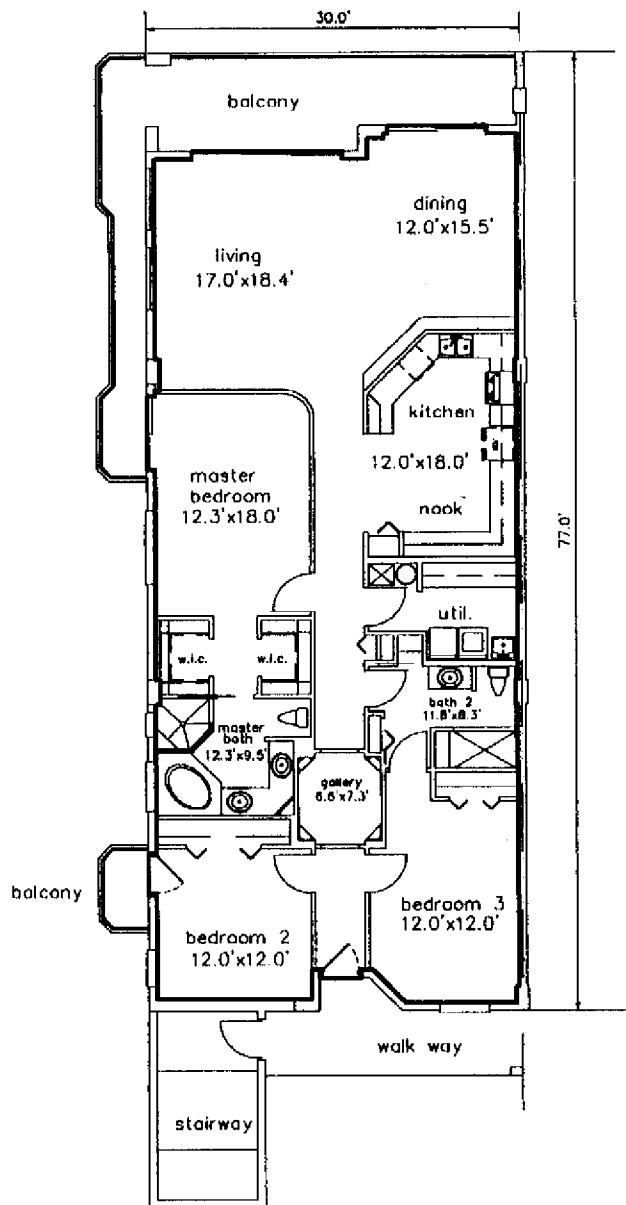 30.0'
balcony
dining
12.0'x15.5'
living
17.0'x18.4'
kitchen
12.0'x18.0'
nook
master
bedroom
12.3'x18.0'
77.0'
util.
w.i.c.
w.i.c.
bath 2
11.8'x8.3'
master
bath
12.3'x9.5'
gallery
6.6'x7.3'
balcony
bedroom 3
12.0'x12.0'
bedroom 2
12.0'x12.0'
walk way
stairway